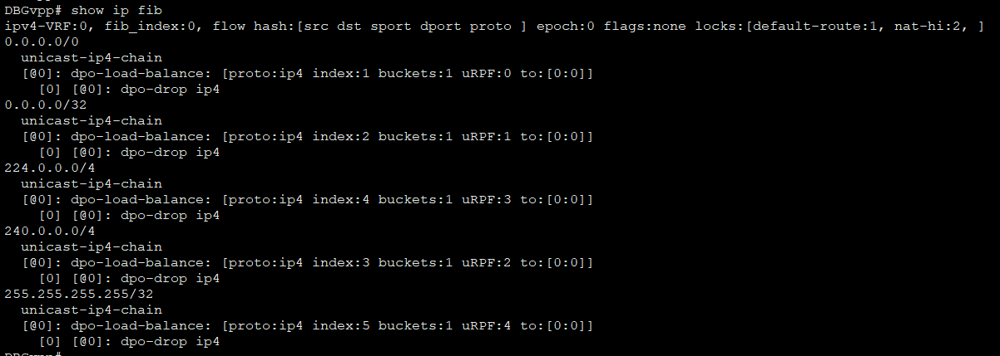 DBGvpp# show ip fib
ipv4-VRF:0, fib_index:0, flow hash:[src dst sport dport proto ] epoch:0 flags:none locks:[default-route:1, nat-hi:2, ]
0.0.0.0/0
  unicast-ip4-chain
  [@0]: dpo-load-balance: [proto:ip4 index:1 buckets:1 uRPF:0 to:[0:0]]
    [0] [@0]: dpo-drop ip4
0.0.0.0/32
  unicast-ip4-chain
  [@0]: dpo-load-balance: [proto:ip4 index:2 buckets:1 uRPF:1 to:[0:0]]
    [0] [@0]: dpo-drop ip4
224.0.0.0/4
  unicast-ip4-chain
  [@0]: dpo-load-balance: [proto:ip4 index:4 buckets:1 uRPF:3 to:[0:0]]
    [0] [@0]: dpo-drop ip4
240.0.0.0/4
  unicast-ip4-chain
  [@0]: dpo-load-balance: [proto:ip4 index:3 buckets:1 uRPF:2 to:[0:0]]
    [0] [@0]: dpo-drop ip4
255.255.255.255/32
  unicast-ip4-chain
  [@0]: dpo-load-balance: [proto:ip4 index:5 buckets:1 uRPF:4 to:[0:0]]
    [0] [@0]: dpo-drop ip4
DBGvpp#